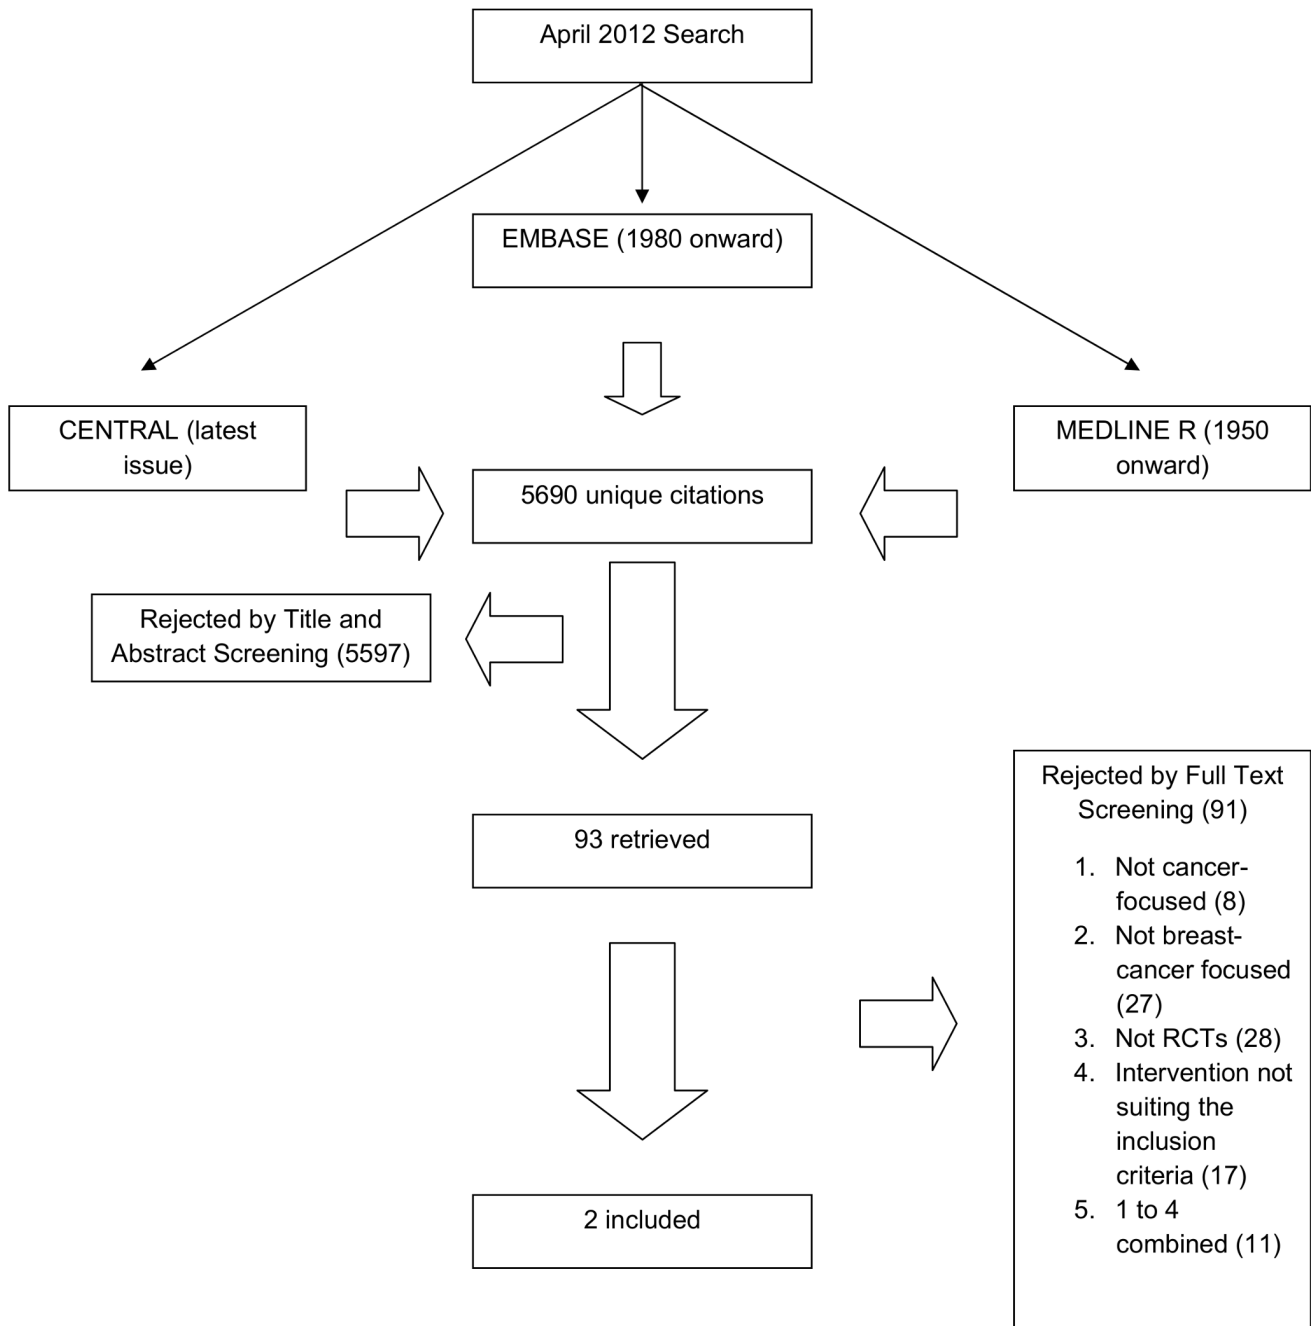 April 2012 Search
EMBASE (1980 onward)
CENTRAL (latest
issue)
MEDLINE R (1950
onward)
5690 unique citations
Rejected by Title and
Abstract Screening (5597)
93 retrieved
Rejected by Full Text
Screening (91)
1. Not cancer-
focused (8)
2. Not breast-
cancer focused
(27)
3. Not RCTs (28)
4. Intervention not
suiting the
inclusion
criteria (17)
5. 1 to 4
combined (11)
2 included